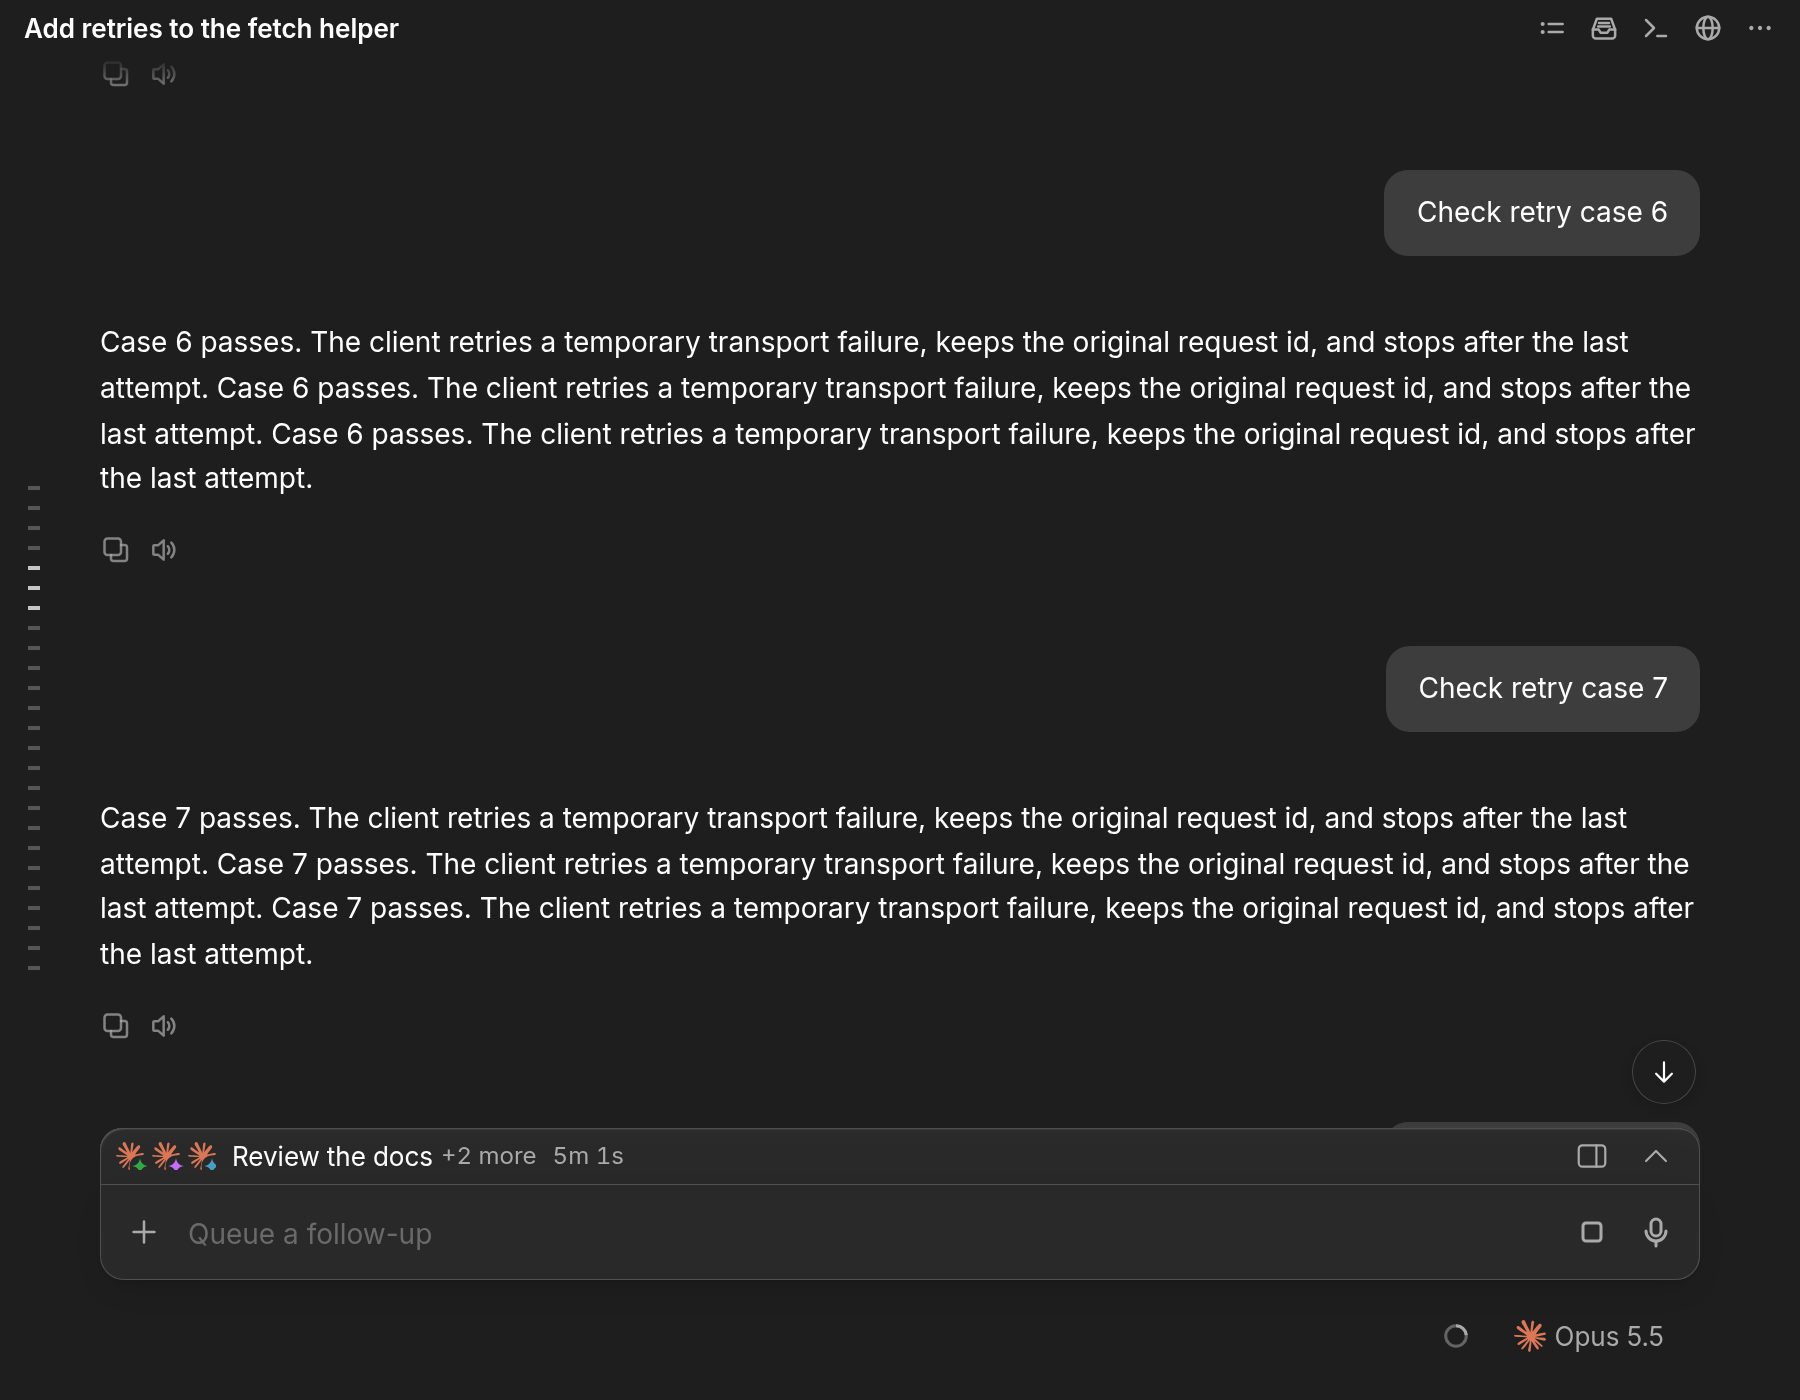 Add retries to the fetch helper
Check retry case 6
Case 6 passes. The client retries a temporary transport failure, keeps the original request id, and stops after the last
attempt. Case 6 passes. The client retries a temporary transport failure, keeps the original request id, and stops after the
last attempt. Case 6 passes. The client retries a temporary transport failure, keeps the original request id, and stops after
the last attempt.
Check retry case 7
Case 7 passes. The client retries a temporary transport failure, keeps the original request id, and stops after the last
attempt. Case 7 passes. The client retries a temporary transport failure, keeps the original request id, and stops after the
last attempt. Case 7 passes. The client retries a temporary transport failure, keeps the original request id, and stops after
the last attempt.
Review the docs +2 more 5m 1s
Queue a follow-up
Opus 5.5